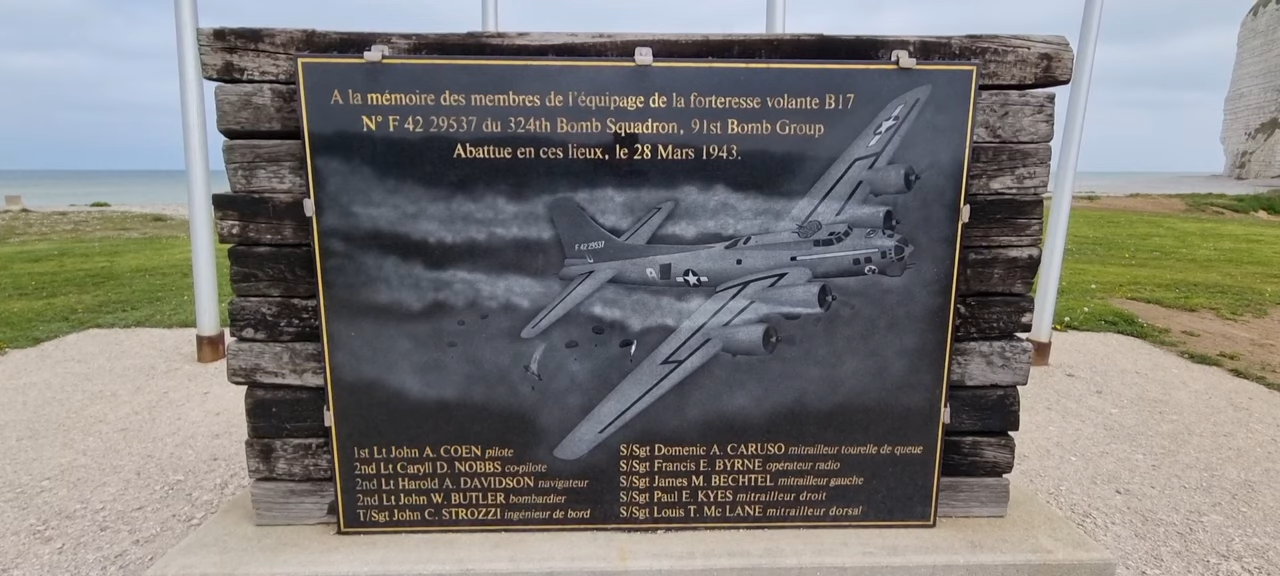 A la mémoire des membres de l'équipage de la forteresse volante B17
N° F 42 29537 du 324th Bomb Squadron, 91st Bomb Group
Abattue en ces lieux, le 28 Mars 1943.
F 42 29537
1st Lt John A. COEN pilote
2nd Lt Caryll D. NOBBS co-pilote
2nd Lt Harold A. DAVIDSON navigateur
2nd Lt John W. BUTLER bombardier
T/Sgt John C. STROZZI ingénieur de bord
S/Sgt Domenic A. CARUSO mitrailleur tourelle de queue
S/Sgt Francis E. BYRNE opérateur radio
S/Sgt James M. BECHTEL mitrailleur gauche
S/Sgt Paul E. KYES mitrailleur droit
S/Sgt Louis T. Mc LANE mitrailleur dorsal